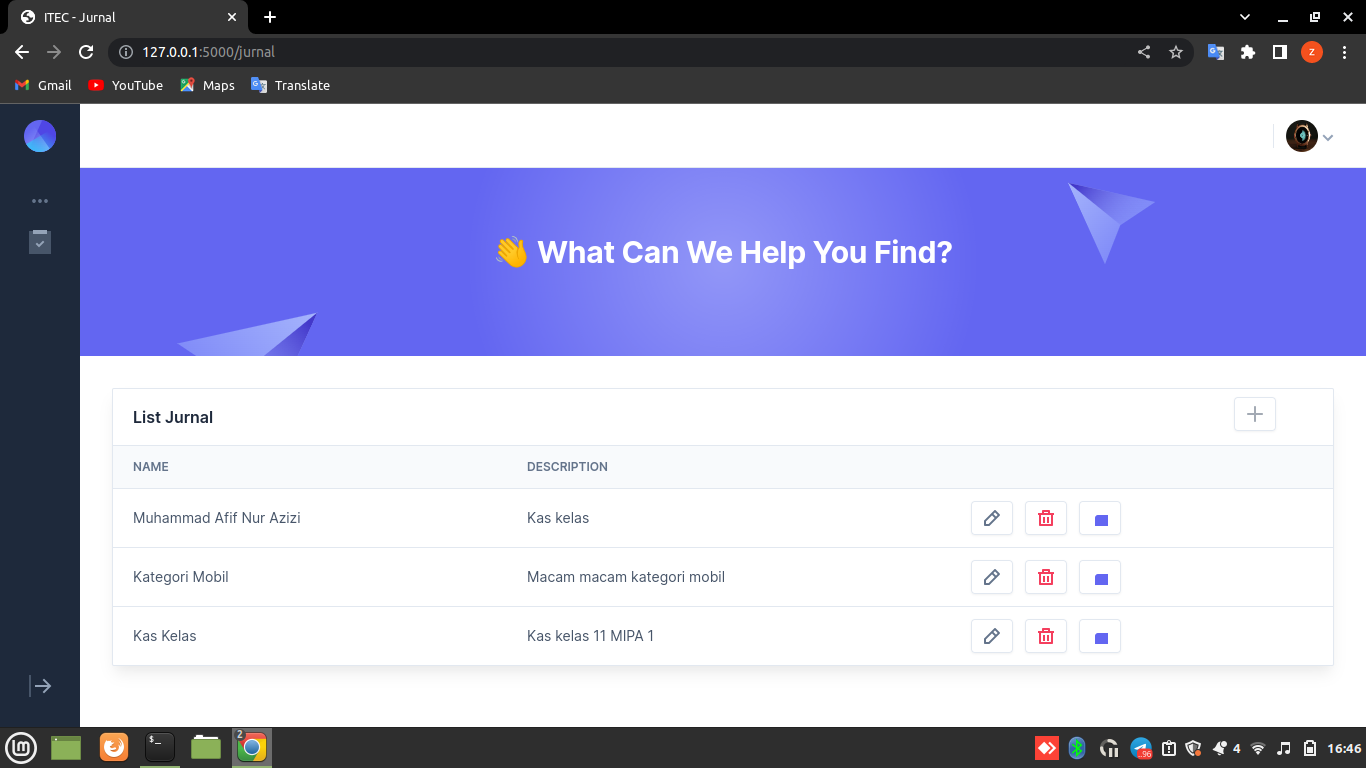 ITEC - Jurnal
127.0.0.1:5000/jurnal
z
Gmail
YouTube
Maps
Translate
👋 What Can We Help You Find?
List Jurnal
NAME
DESCRIPTION
Muhammad Afif Nur Azizi
Kas kelas
Kategori Mobil
Macam macam kategori mobil
Kas Kelas
Kas kelas 11 MIPA 1
$_
2
4
16:46